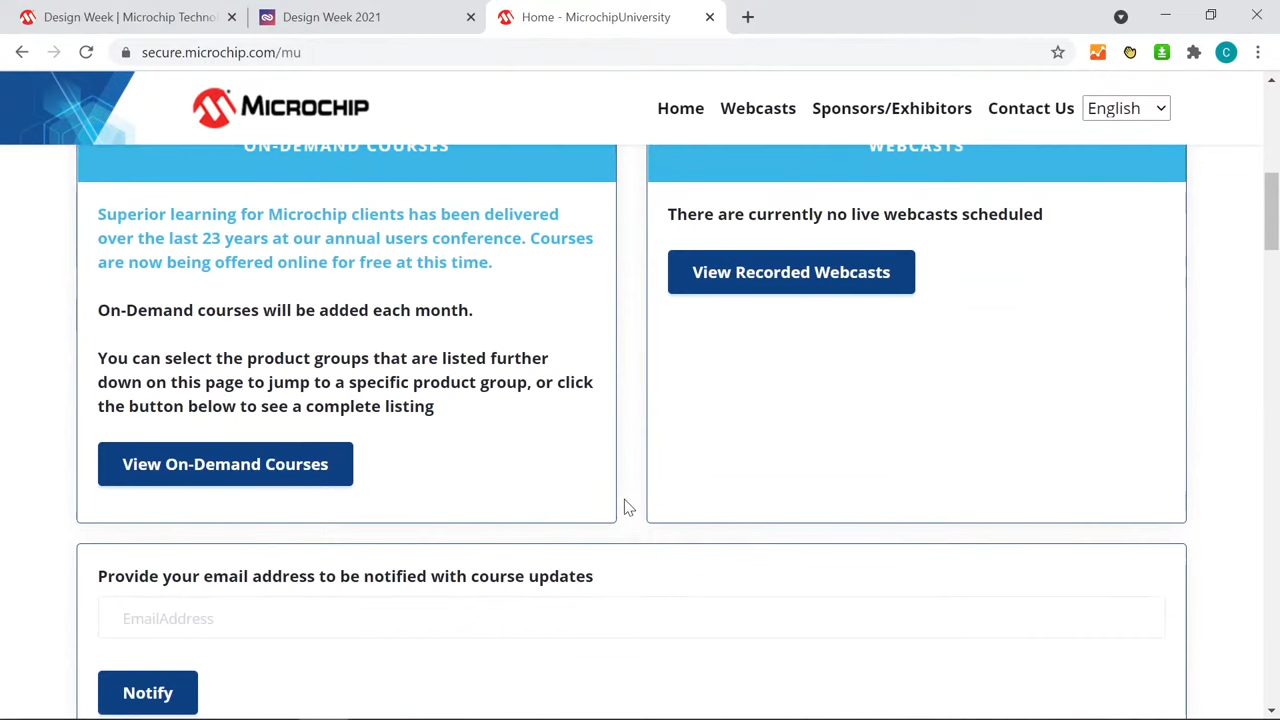 Design Week | Microchip Techno
Design Week 2021
Home - MicrochipUniversity
secure.microchip.com/mu
C
MICROCHIP
Home
Webcasts
Sponsors/Exhibitors
Contact Us
English
ON-DEMAND COURSES
WEBCASTS
Superior learning for Microchip clients has been delivered
over the last 23 years at our annual users conference. Courses
are now being offered online for free at this time.
On-Demand courses will be added each month.
You can select the product groups that are listed further
down on this page to jump to a specific product group, or click
the button below to see a complete listing
View On-Demand Courses
There are currently no live webcasts scheduled
View Recorded Webcasts
Provide your email address to be notified with course updates
EmailAddress
Notify